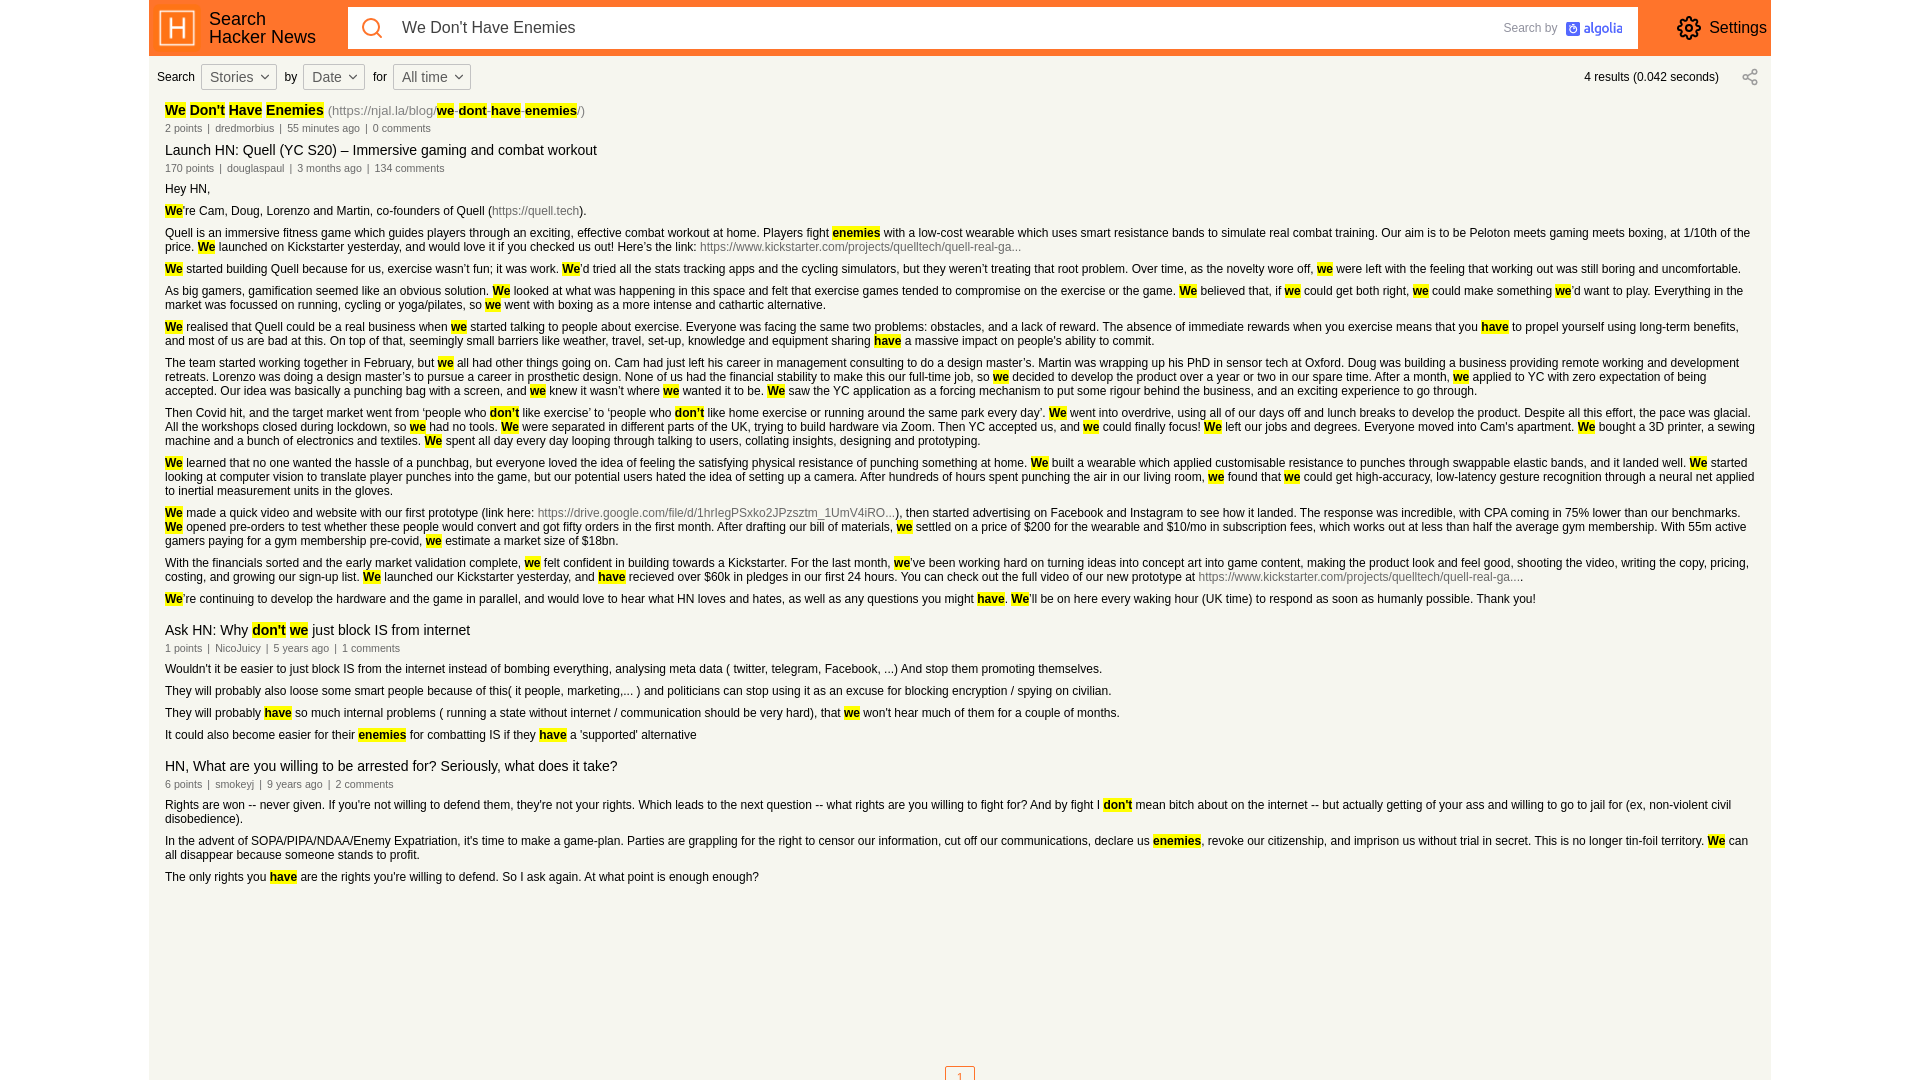 Search
Hacker News
We Don't Have Enemies
Search by algolia
Settings
Search Stories by Date for All time
4 results (0.042 seconds)
We Don't Have Enemies (https://njal.la/blog/we-dont-have-enemies/)
2 points | dredmorbius | 55 minutes ago | 0 comments
Launch HN: Quell (YC S20) – Immersive gaming and combat workout
170 points | douglaspaul | 3 months ago | 134 comments
Hey HN,
We're Cam, Doug, Lorenzo and Martin, co-founders of Quell (https://quell.tech).
Quell is an immersive fitness game which guides players through an exciting, effective combat workout at home. Players fight enemies with a low-cost wearable which uses smart resistance bands to simulate real combat training. Our aim is to be Peloton meets gaming meets boxing, at 1/10th of the
price. We launched on Kickstarter yesterday, and would love it if you checked us out! Here’s the link: https://www.kickstarter.com/projects/quelltech/quell-real-ga...
We started building Quell because for us, exercise wasn’t fun; it was work. We’d tried all the stats tracking apps and the cycling simulators, but they weren’t treating that root problem. Over time, as the novelty wore off, we were left with the feeling that working out was still boring and uncomfortable.
As big gamers, gamification seemed like an obvious solution. We looked at what was happening in this space and felt that exercise games tended to compromise on the exercise or the game. We believed that, if we could get both right, we could make something we’d want to play. Everything in the
market was focussed on running, cycling or yoga/pilates, so we went with boxing as a more intense and cathartic alternative.
We realised that Quell could be a real business when we started talking to people about exercise. Everyone was facing the same two problems: obstacles, and a lack of reward. The absence of immediate rewards when you exercise means that you have to propel yourself using long-term benefits,
and most of us are bad at this. On top of that, seemingly small barriers like weather, travel, set-up, knowledge and equipment sharing have a massive impact on people's ability to commit.
The team started working together in February, but we all had other things going on. Cam had just left his career in management consulting to do a design master’s. Martin was wrapping up his PhD in sensor tech at Oxford. Doug was building a business providing remote working and development
retreats. Lorenzo was doing a design master’s to pursue a career in prosthetic design. None of us had the financial stability to make this our full-time job, so we decided to develop the product over a year or two in our spare time. After a month, we applied to YC with zero expectation of being
accepted. Our idea was basically a punching bag with a screen, and we knew it wasn’t where we wanted it to be. We saw the YC application as a forcing mechanism to put some rigour behind the business, and an exciting experience to go through.
Then Covid hit, and the target market went from ‘people who don’t like exercise’ to ‘people who don’t like home exercise or running around the same park every day’. We went into overdrive, using all of our days off and lunch breaks to develop the product. Despite all this effort, the pace was glacial.
All the workshops closed during lockdown, so we had no tools. We were separated in different parts of the UK, trying to build hardware via Zoom. Then YC accepted us, and we could finally focus! We left our jobs and degrees. Everyone moved into Cam's apartment. We bought a 3D printer, a sewing
machine and a bunch of electronics and textiles. We spent all day every day looping through talking to users, collating insights, designing and prototyping.
We learned that no one wanted the hassle of a punchbag, but everyone loved the idea of feeling the satisfying physical resistance of punching something at home. We built a wearable which applied customisable resistance to punches through swappable elastic bands, and it landed well. We started
looking at computer vision to translate player punches into the game, but our potential users hated the idea of setting up a camera. After hundreds of hours spent punching the air in our living room, we found that we could get high-accuracy, low-latency gesture recognition through a neural net applied
to inertial measurement units in the gloves.
We made a quick video and website with our first prototype (link here: https://drive.google.com/file/d/1hrIegPSxko2JPzsztm_1UmV4iRO...), then started advertising on Facebook and Instagram to see how it landed. The response was incredible, with CPA coming in 75% lower than our benchmarks.
We opened pre-orders to test whether these people would convert and got fifty orders in the first month. After drafting our bill of materials, we settled on a price of $200 for the wearable and $10/mo in subscription fees, which works out at less than half the average gym membership. With 55m active
gamers paying for a gym membership pre-covid, we estimate a market size of $18bn.
With the financials sorted and the early market validation complete, we felt confident in building towards a Kickstarter. For the last month, we’ve been working hard on turning ideas into concept art into game content, making the product look and feel good, shooting the video, writing the copy, pricing,
costing, and growing our sign-up list. We launched our Kickstarter yesterday, and have recieved over $60k in pledges in our first 24 hours. You can check out the full video of our new prototype at https://www.kickstarter.com/projects/quelltech/quell-real-ga....
We’re continuing to develop the hardware and the game in parallel, and would love to hear what HN loves and hates, as well as any questions you might have. We’ll be on here every waking hour (UK time) to respond as soon as humanly possible. Thank you!
Ask HN: Why don't we just block IS from internet
1 points | NicoJuicy | 5 years ago | 1 comments
Wouldn't it be easier to just block IS from the internet instead of bombing everything, analysing meta data ( twitter, telegram, Facebook, ...) And stop them promoting themselves.
They will probably also loose some smart people because of this( it people, marketing,... ) and politicians can stop using it as an excuse for blocking encryption / spying on civilian.
They will probably have so much internal problems ( running a state without internet / communication should be very hard), that we won't hear much of them for a couple of months.
It could also become easier for their enemies for combatting IS if they have a 'supported' alternative
HN, What are you willing to be arrested for? Seriously, what does it take?
6 points | smokeyj | 9 years ago | 2 comments
Rights are won -- never given. If you're not willing to defend them, they're not your rights. Which leads to the next question -- what rights are you willing to fight for? And by fight I don't mean bitch about on the internet -- but actually getting of your ass and willing to go to jail for (ex, non-violent civil
disobedience).
In the advent of SOPA/PIPA/NDAA/Enemy Expatriation, it's time to make a game-plan. Parties are grappling for the right to censor our information, cut off our communications, declare us enemies, revoke our citizenship, and imprison us without trial in secret. This is no longer tin-foil territory. We can
all disappear because someone stands to profit.
The only rights you have are the rights you're willing to defend. So I ask again. At what point is enough enough?
1